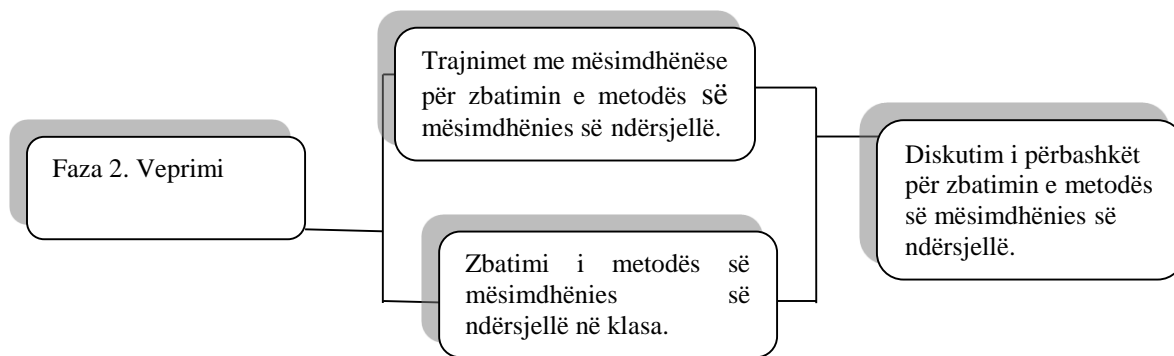 Trajnimet me mësimdhënëse
për zbatimin e metodës së
mësimdhënies së ndërsjellë.
Faza 2. Veprimi
Diskutim i përbashkët
për zbatimin e metodës
së mësimdhënies së
ndërsjellë.
Zbatimi i metodës së
mësimdhënies së
ndërsjellë në klasa.